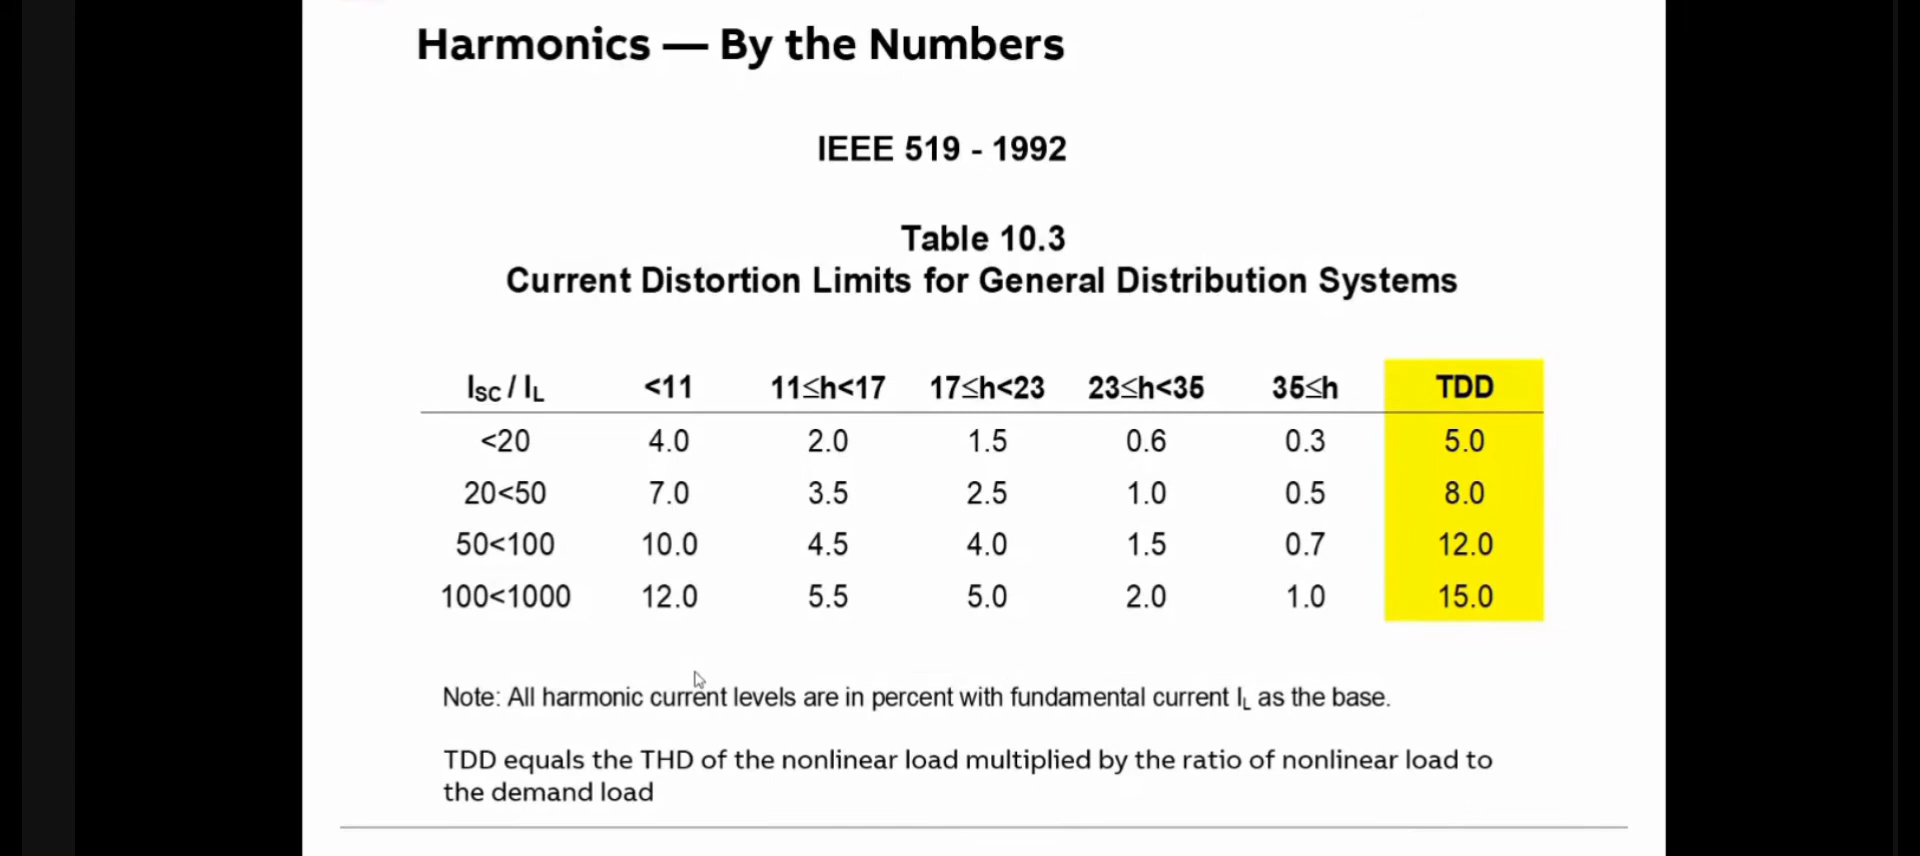 Harmonics — By the Numbers
IEEE 519 - 1992
Table 10.3
Current Distortion Limits for General Distribution Systems
ISC / IL <11 11≤h<17 17≤h<23 23≤h<35 35≤h TDD
<20 4.0 2.0 1.5 0.6 0.3 5.0
20<50 7.0 3.5 2.5 1.0 0.5 8.0
50<100 10.0 4.5 4.0 1.5 0.7 12.0
100<1000 12.0 5.5 5.0 2.0 1.0 15.0
Note: All harmonic current levels are in percent with fundamental current IL as the base.
TDD equals the THD of the nonlinear load multiplied by the ratio of nonlinear load to
the demand load